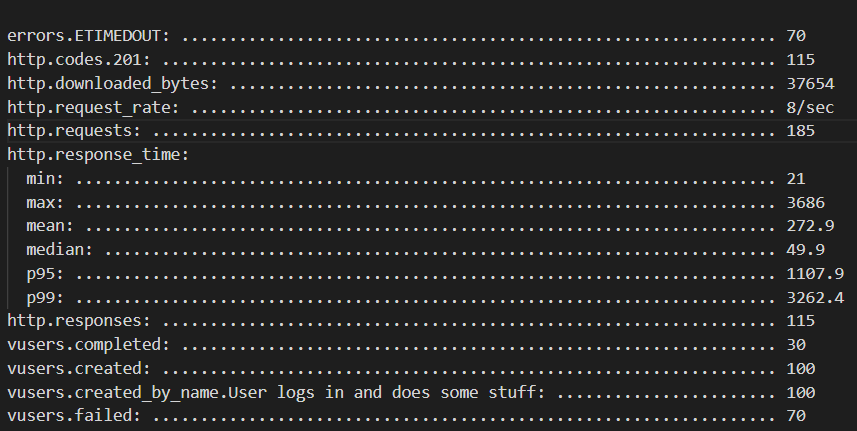 errors.ETIMEDOUT: .............................................................. 70
http.codes.201: ................................................................ 115
http.downloaded_bytes: ......................................................... 37654
http.request_rate: ............................................................. 8/sec
http.requests: ................................................................. 185
http.response_time:
  min: ......................................................................... 21
  max: ......................................................................... 3686
  mean: ........................................................................ 272.9
  median: ...................................................................... 49.9
  p95: ......................................................................... 1107.9
  p99: ......................................................................... 3262.4
http.responses: ................................................................ 115
vusers.completed: .............................................................. 30
vusers.created: ................................................................ 100
vusers.created_by_name.User logs in and does some stuff: ....................... 100
vusers.failed: ................................................................. 70